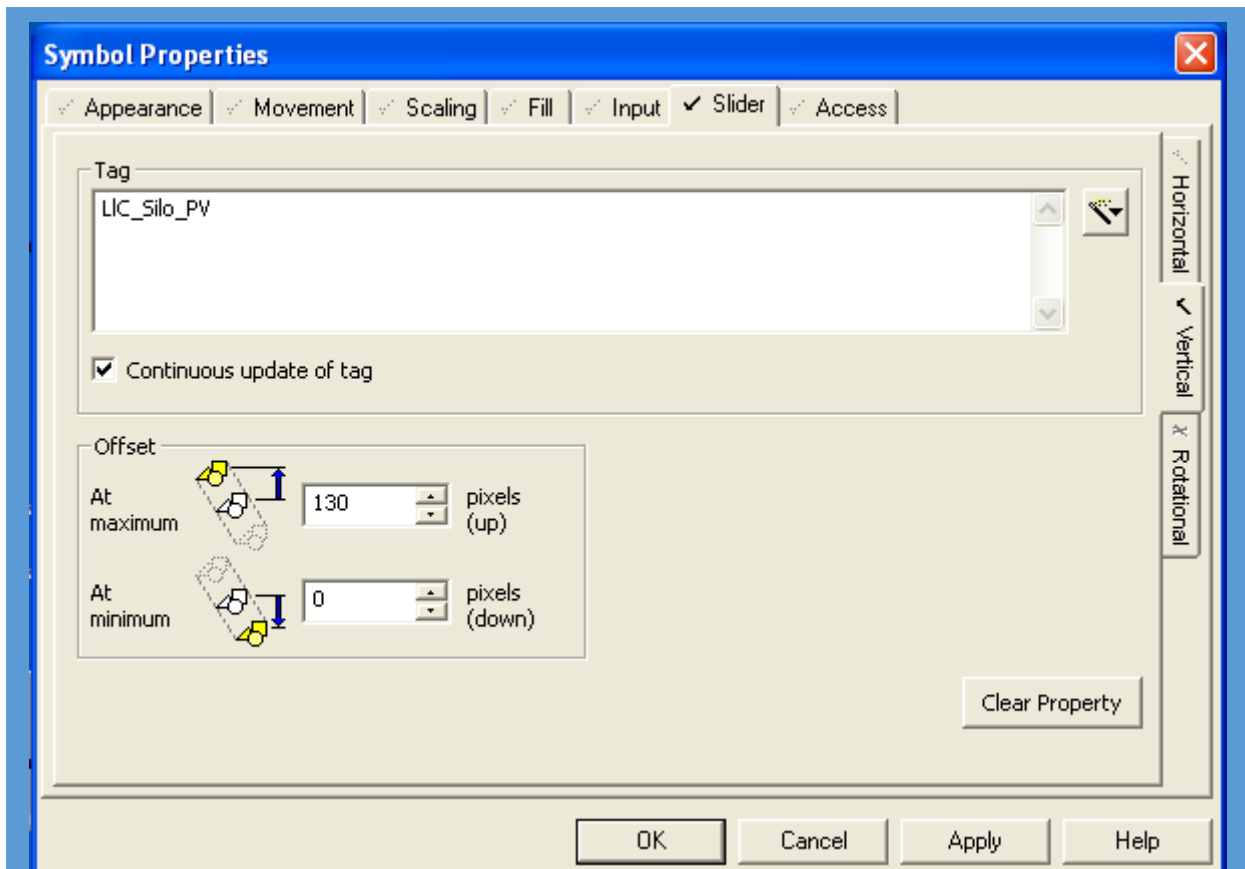 Symbol Properties
Appearance
Movement
Scaling
Fill
Input
Slider
Access
Horizontal
Vertical
Rotational
Tag
LlC_Silo_PV
Continuous update of tag
Offset
At
maximum
130
pixels
(up)
At
minimum
0
pixels
(down)
Clear Property
OK
Cancel
Apply
Help